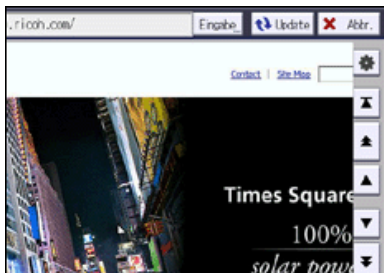 .ricoh.com/ Eingabe Update Abbr.
Contact | Site Map
Times Square
100%
solar pow